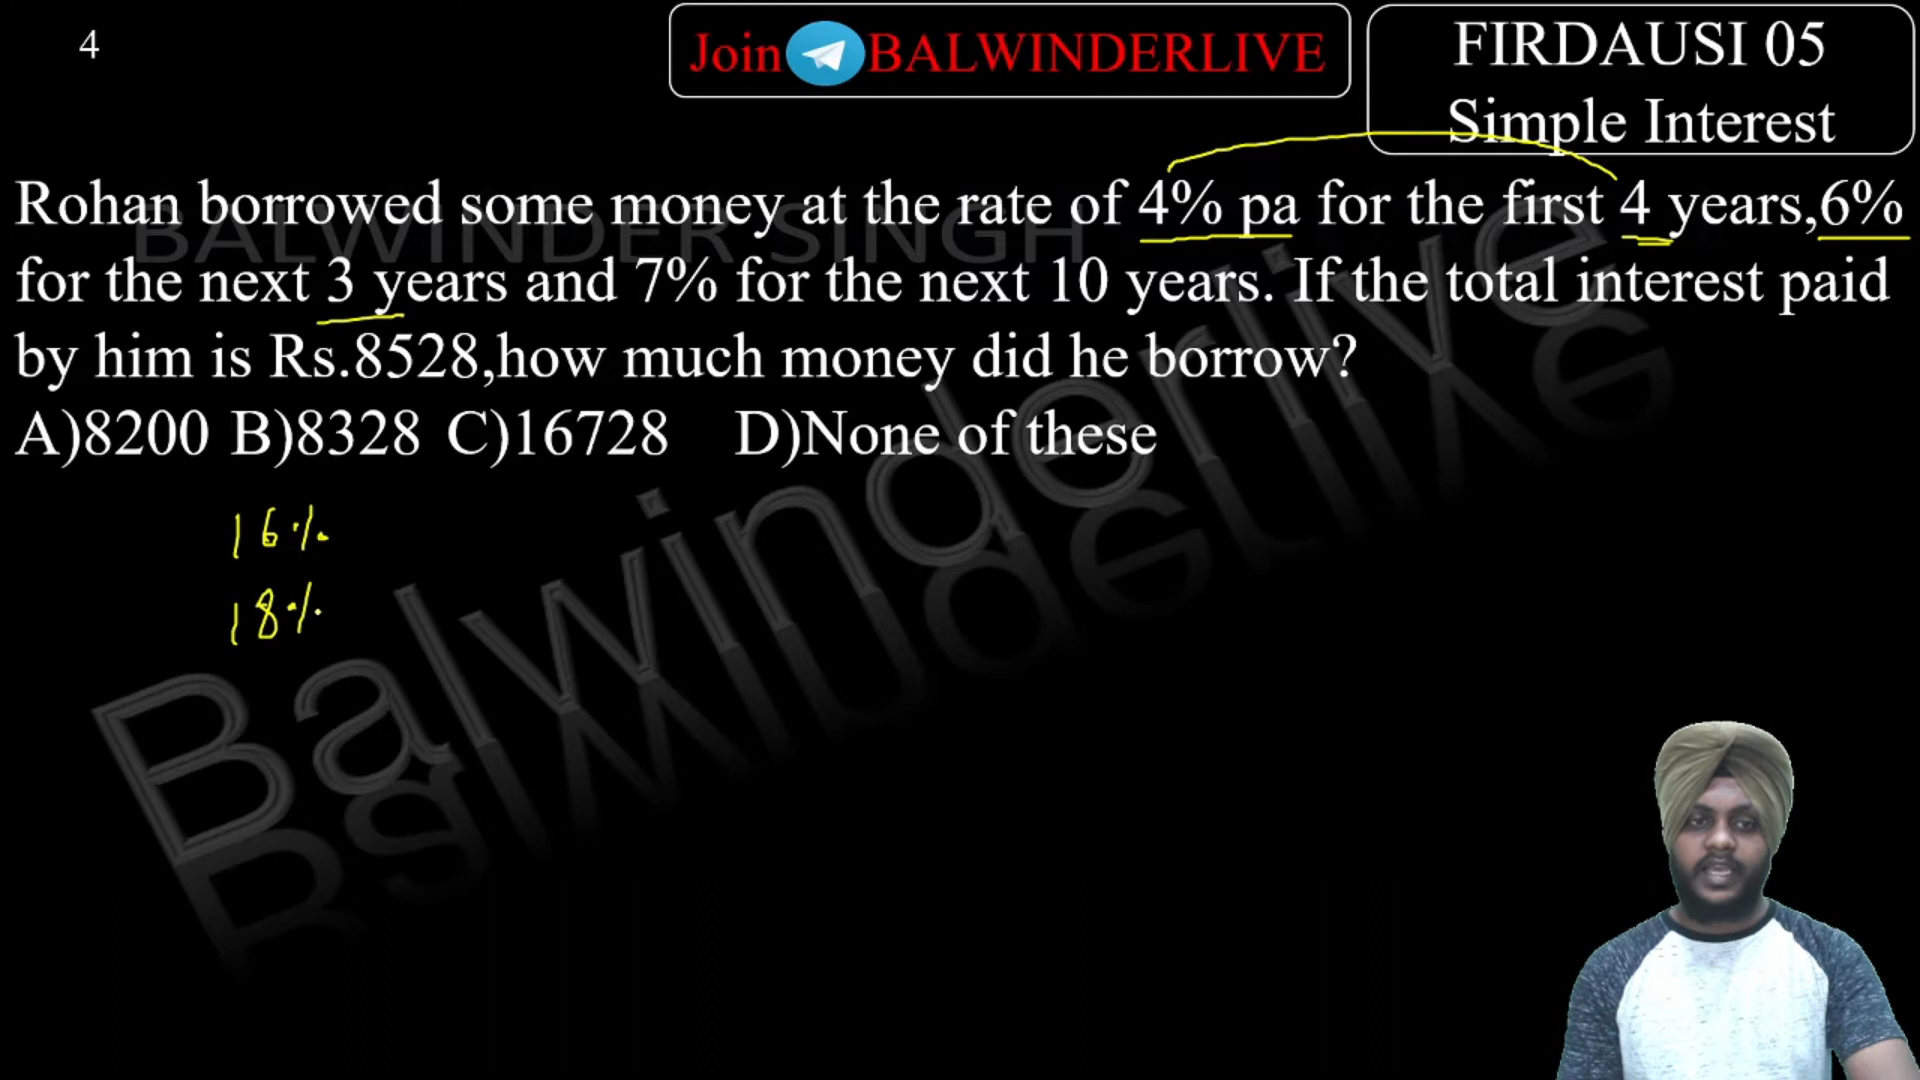 4
Join BALWINDERLIVE
FIRDAUSI 05
Simple Interest
Rohan borrowed some money at the rate of 4% pa for the first 4 years,6%
for the next 3 years and 7% for the next 10 years. If the total interest paid
by him is Rs.8528,how much money did he borrow?
A)8200 B)8328 C)16728 D)None of these
16%
18%
BALWINDER SINGH
Balwinderlive